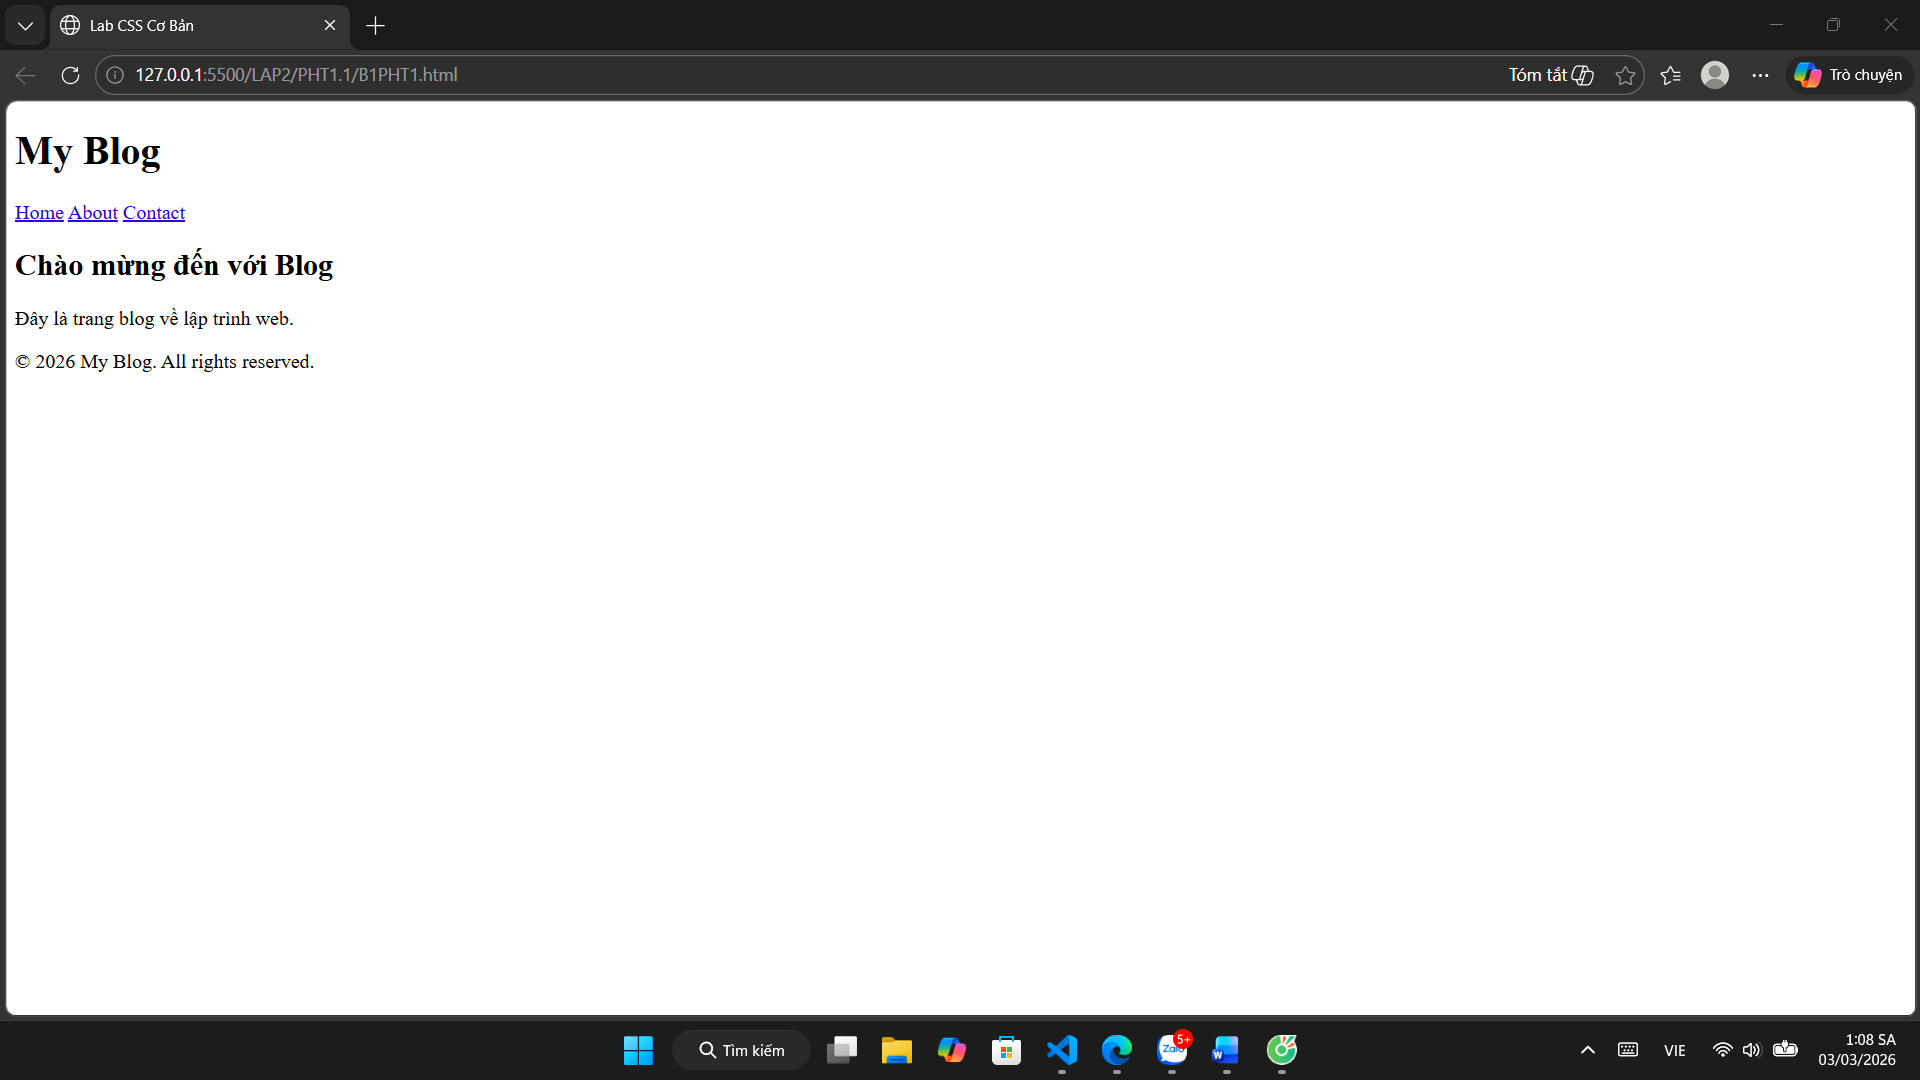 Lab CSS Cơ Bản
127.0.0.1:5500/LAP2/PHT1.1/B1PHT1.html
Tóm tắt
Trò chuyện
My Blog
Home About Contact
Chào mừng đến với Blog
Đây là trang blog về lập trình web.
© 2026 My Blog. All rights reserved.
Tìm kiếm
Zalo
5+
W
VIE
1:08 SA
03/03/2026